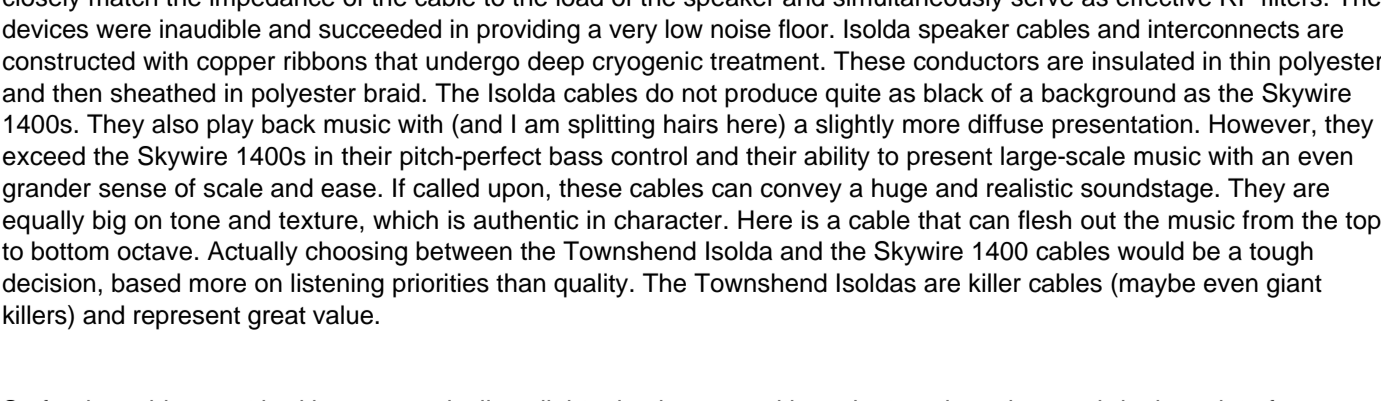 closely match the impedance of the cable to the load of the speaker and simultaneously serve as effective RF filters. The
devices were inaudible and succeeded in providing a very low noise floor. Isolda speaker cables and interconnects are
constructed with copper ribbons that undergo deep cryogenic treatment. These conductors are insulated in thin polyester
and then sheathed in polyester braid. The Isolda cables do not produce quite as black of a background as the Skywire
1400s. They also play back music with (and I am splitting hairs here) a slightly more diffuse presentation. However, they
exceed the Skywire 1400s in their pitch-perfect bass control and their ability to present large-scale music with an even
grander sense of scale and ease. If called upon, these cables can convey a huge and realistic soundstage. They are
equally big on tone and texture, which is authentic in character. Here is a cable that can flesh out the music from the top
to bottom octave. Actually choosing between the Townshend Isolda and the Skywire 1400 cables would be a tough
decision, based more on listening priorities than quality. The Townshend Isoldas are killer cables (maybe even giant
killers) and represent great value.